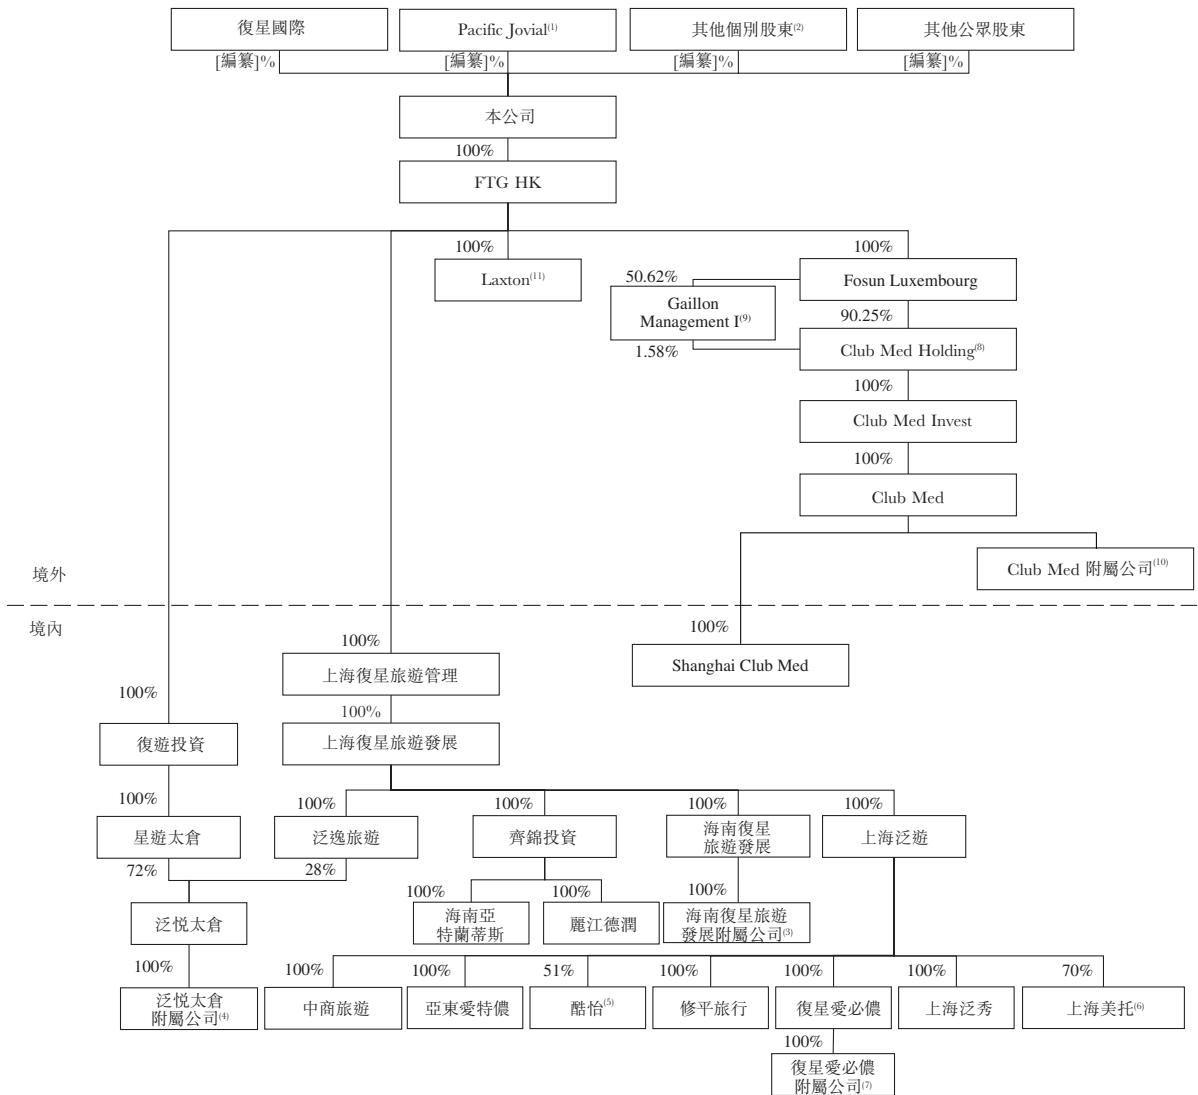 復星國際
Pacific Jovial(1)
其他個別股東(2)
其他公眾股東
[編纂]%
[編纂]%
[編纂]%
[編纂]%
本公司
100%
FTG HK
100%
100%
Laxton(11)
50.62%
Fosun Luxembourg
Gaillon
Management I(9)
90.25%
1.58%
Club Med Holding(8)
100%
Club Med Invest
100%
Club Med
Club Med 附屬公司(10)
境外
境內
100%
100%
Shanghai Club Med
上海復星旅遊管理
100%
100%
復遊投資
上海復星旅遊發展
100%
100%
100%
100%
100%
星遊太倉
泛逸旅遊
齊錦投資
海南復星
旅遊發展
上海泛遊
72%
28%
100%
100%
100%
泛悦太倉
海南亞
特蘭蒂斯
麗江德潤
海南復星旅遊
發展附屬公司(3)
100%
100%
100%
51%
100%
100%
100%
70%
泛悦太倉
附屬公司(4)
中商旅遊
亞東愛特儂
酷怡(5)
修平旅行
復星愛必儂
上海泛秀
上海美托(6)
100%
復星愛必儂
附屬公司(7)